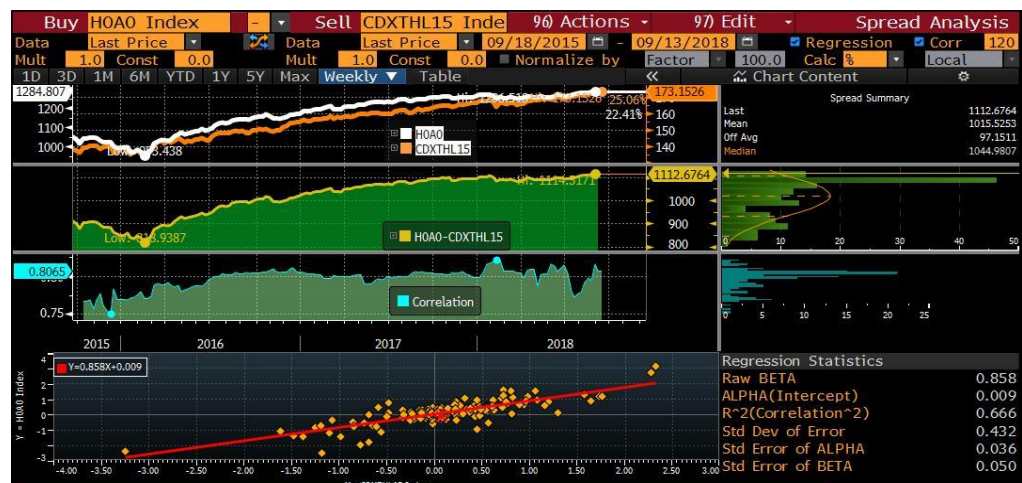 Buy H0A0 Index - Sell CDXTHL15 Inde 96) Actions 97) Edit Spread Analysis
Data Last Price Data Last Price 09/18/2015 - 09/13/2018 Regression Corr 120
Mult 1.0 Const 0.0 Mult 1.0 Const 0.0 Normalize by Factor 100.0 Calc % Local
1D 3D 1M 6M YTD 1Y 5Y Max Weekly ▼ Table « Chart Content
1284.807 173.1526 25.06%
1200 22.41% 160
1100 150
1000 140
H0A0
CDXTHL15
Spread Summary
Last 1112.6764
Mean 1015.5253
Off Avg 97.1511
Median 1044.9807
1112.6764
Hi: 1114.3171
1000
900
800
H0A0-CDXTHL15
0 10 20 30 40 50
0.8065
0.75
Correlation
0 5 10 15 20 25
2015 2016 2017 2018
Y=0.858X+0.009
Y = H0A0 Index
4
2
1
0
-1
-3
-4.00 -3.50 -3.00 -2.50 -2.00 -1.50 -1.00 -0.50 0.00 0.50 1.00 1.50 2.00 2.50 3.00
Regression Statistics
Raw BETA 0.858
ALPHA(Intercept) 0.009
R^2(Correlation^2) 0.666
Std Dev of Error 0.432
Std Error of ALPHA 0.036
Std Error of BETA 0.050